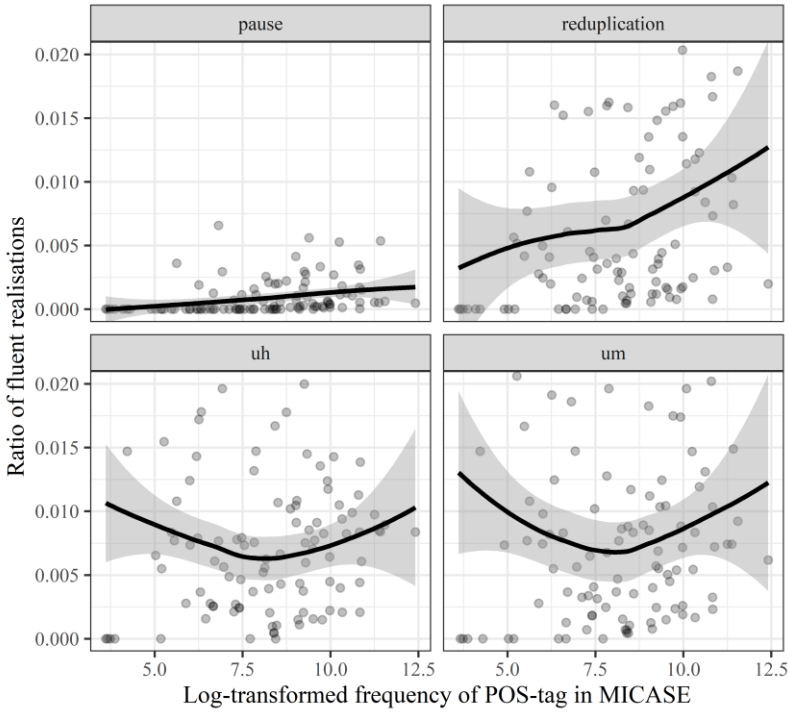 pause
reduplication
0.020
0.015
0.010
0.005
0.000
uh
um
0.020
0.015
0.010
0.005
0.000
5.0 7.5 10.0 12.5
5.0 7.5 10.0 12.5
Ratio of fluent realisations
Log-transformed frequency of POS-tag in MICASE